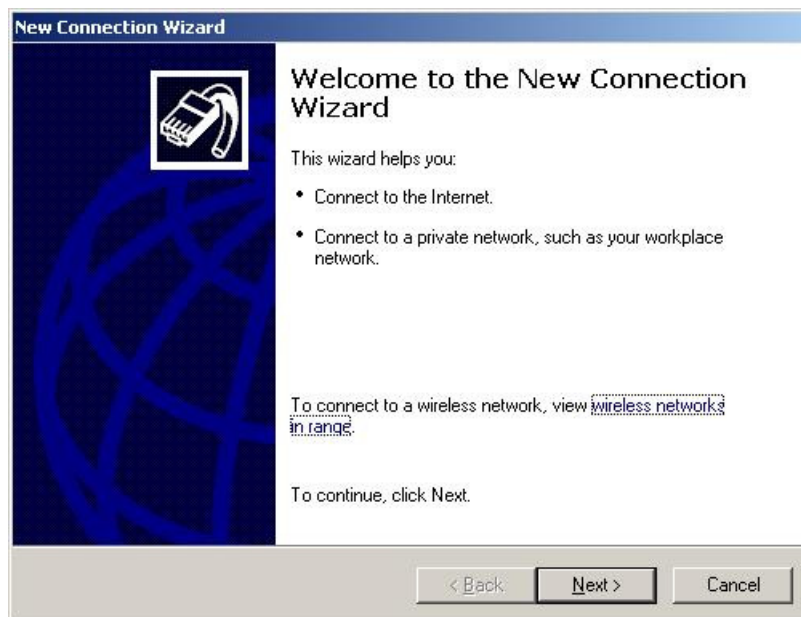 New Connection Wizard
Welcome to the New Connection
Wizard
This wizard helps you:
• Connect to the Internet.
• Connect to a private network, such as your workplace
network.
To connect to a wireless network, view wireless networks
in range.
To continue, click Next.
< Back
Next >
Cancel